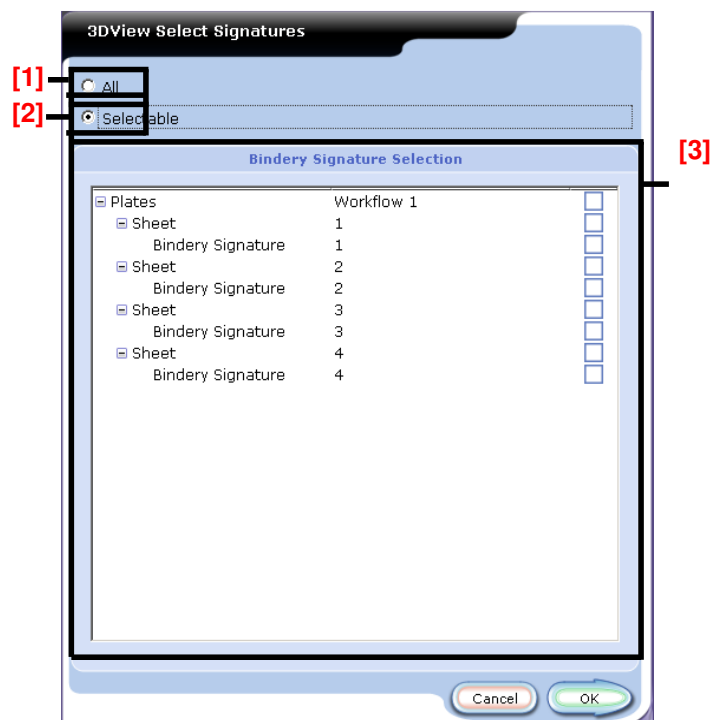 3DView Select Signatures
[1] All
[2] Selectable
[3]
Bindery Signature Selection
Plates Workflow 1
Sheet 1
Bindery Signature 1
Sheet 2
Bindery Signature 2
Sheet 3
Bindery Signature 3
Sheet 4
Bindery Signature 4
Cancel OK